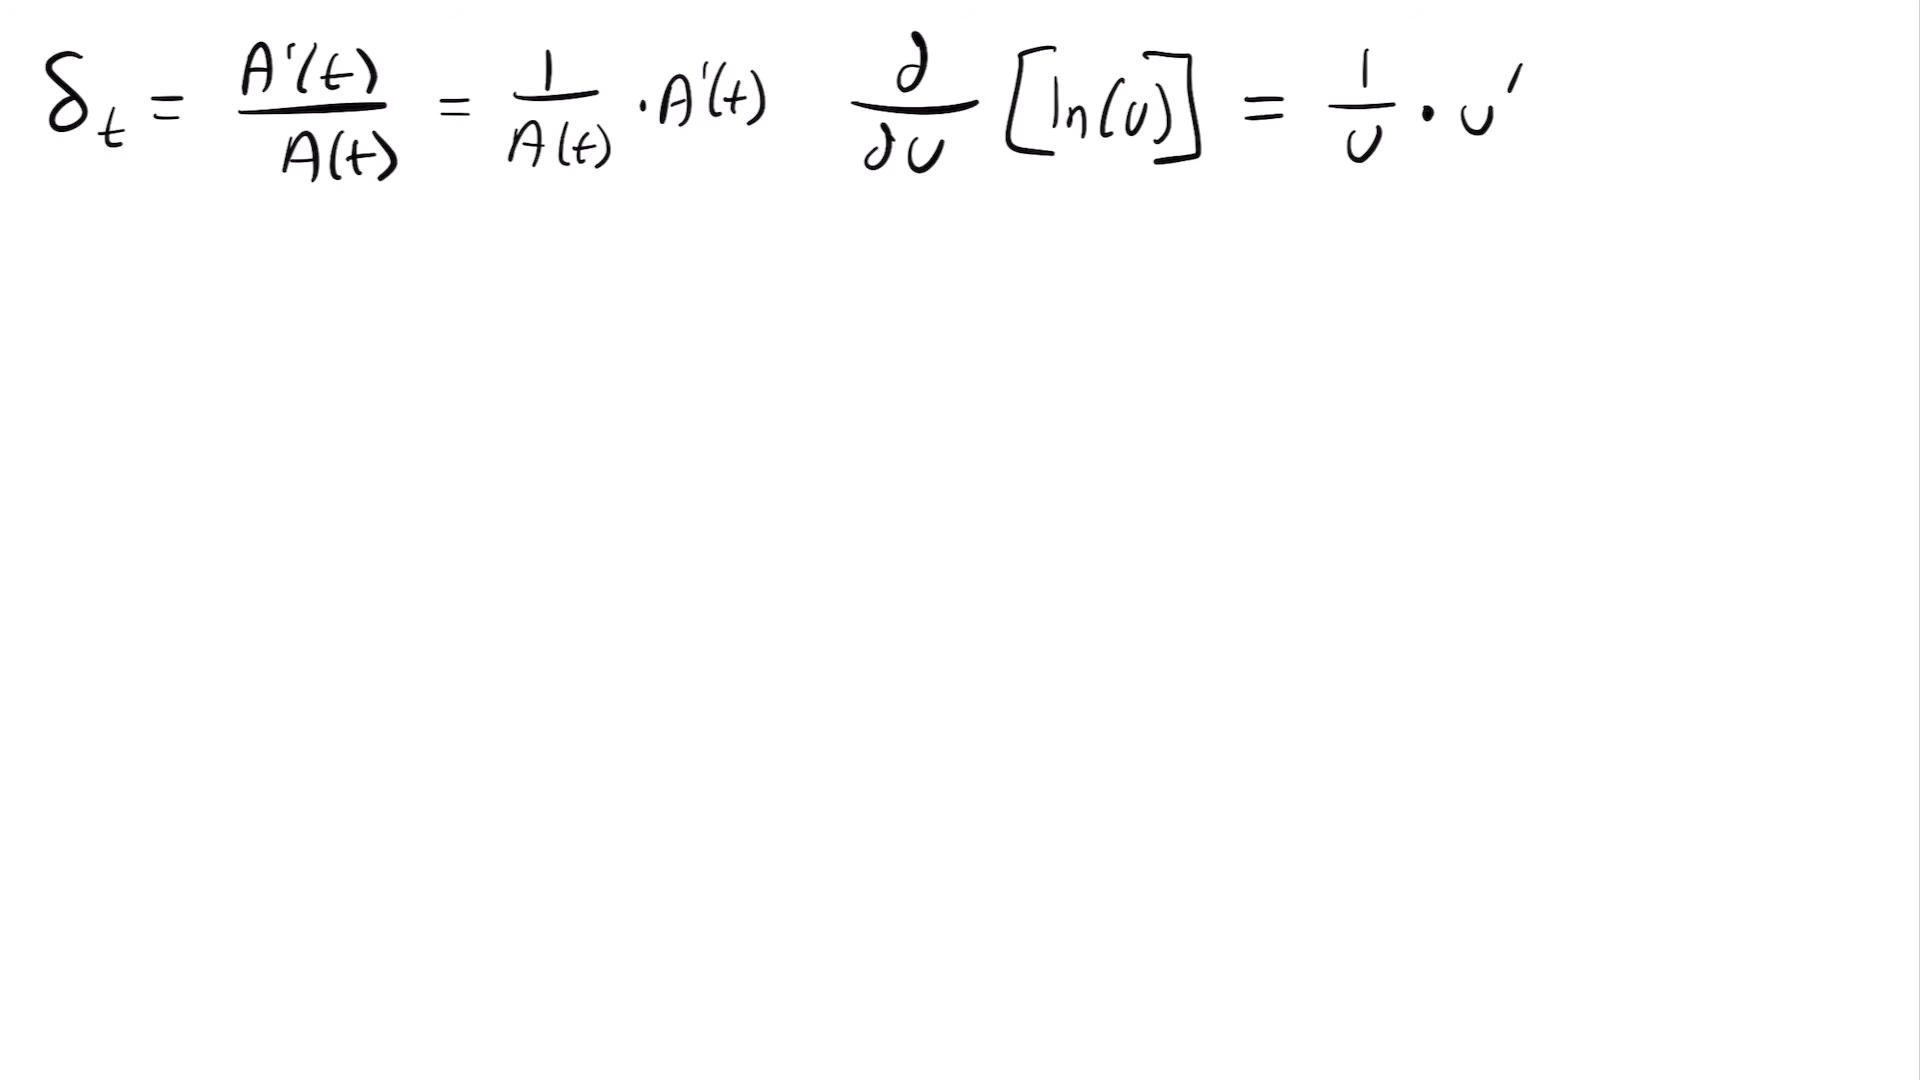 δ_t = A'(t)/A(t) = 1/A(t) · A'(t) ∂/∂u [ln(u)] = 1/u · u'